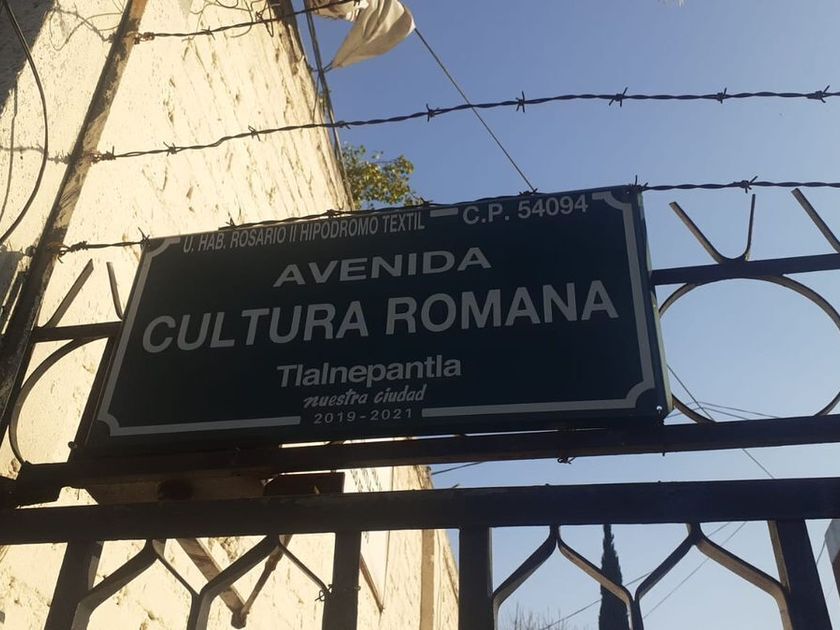 U. HAB. ROSARIO II HIPODROMO TEXTIL C.P. 54094
AVENIDA
CULTURA ROMANA
Tlalnepantla
nuestra ciudad
2019-2021